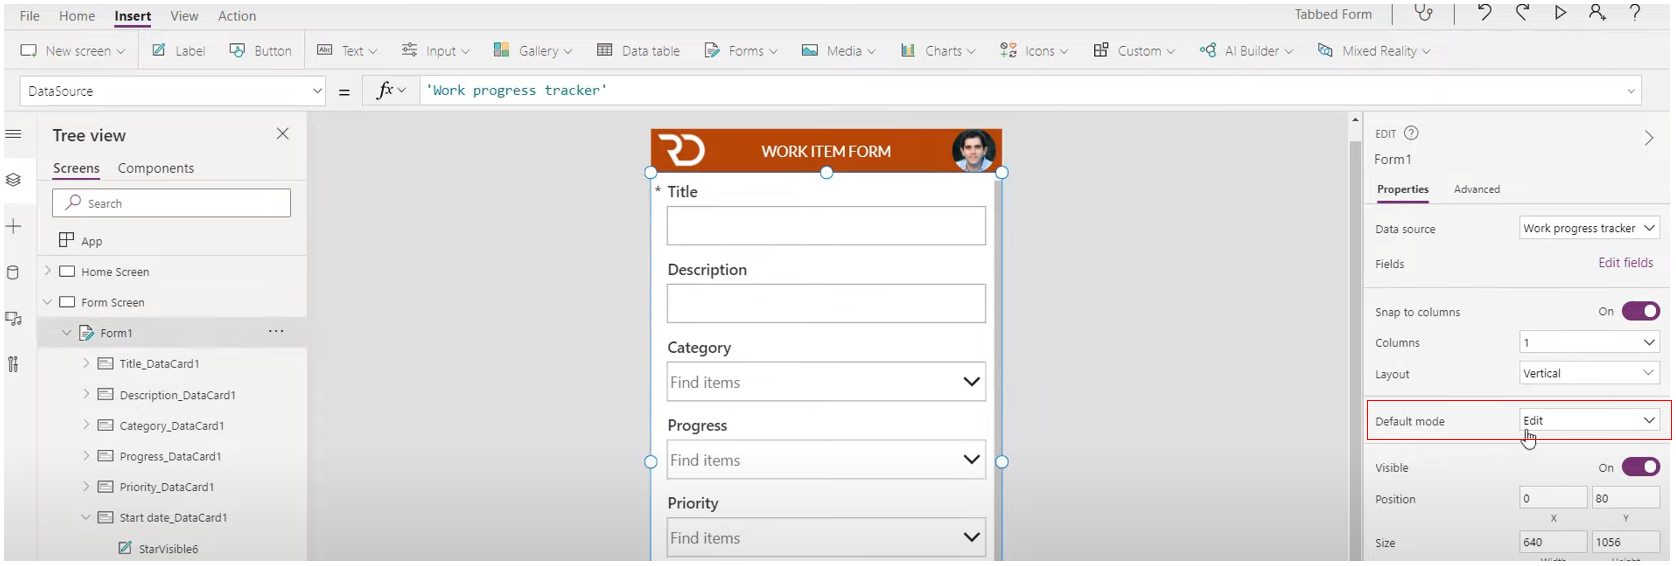 File Home Insert View Action Tabbed Form ?
New screen Label Button Abc Text Input Gallery Data table Forms Media Charts Icons Custom AI Builder Mixed Reality
DataSource = fx 'Work progress tracker'
Tree view
Screens Components
Search
App
Home Screen
Form Screen
Form1 ...
Title_DataCard1
Description_DataCard1
Category_DataCard1
Progress_DataCard1
Priority_DataCard1
Start date_DataCard1
StarVisible6
RD WORK ITEM FORM
* Title
Description
Category
Find items
Progress
Find items
Priority
Find items
EDIT ?
Form1
Properties Advanced
Data source Work progress tracker
Fields Edit fields
Snap to columns On
Columns 1
Layout Vertical
Default mode Edit
Visible On
Position 0 80
X Y
Size 640 1056
Width Height